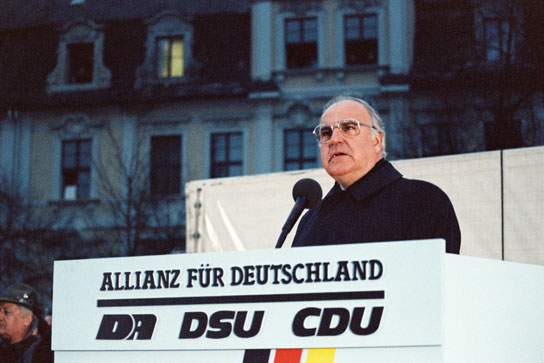 ALLIANZ FÜR DEUTSCHLAND
DA DSU CDU